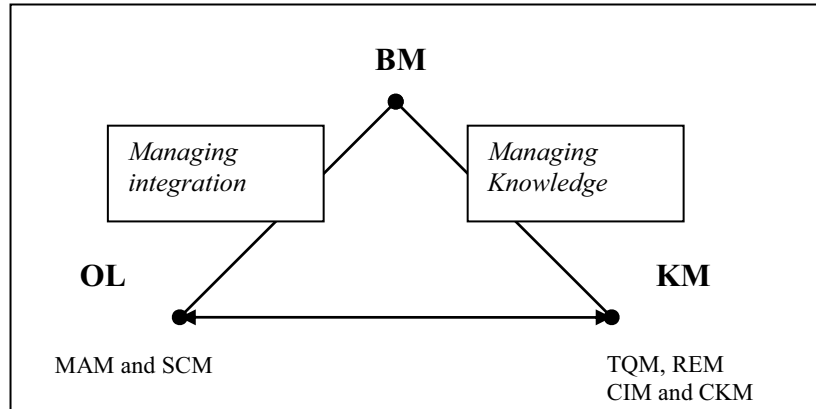 BM
Managing
integration
Managing
Knowledge
OL
KM
MAM and SCM
TQM, REM
CIM and CKM